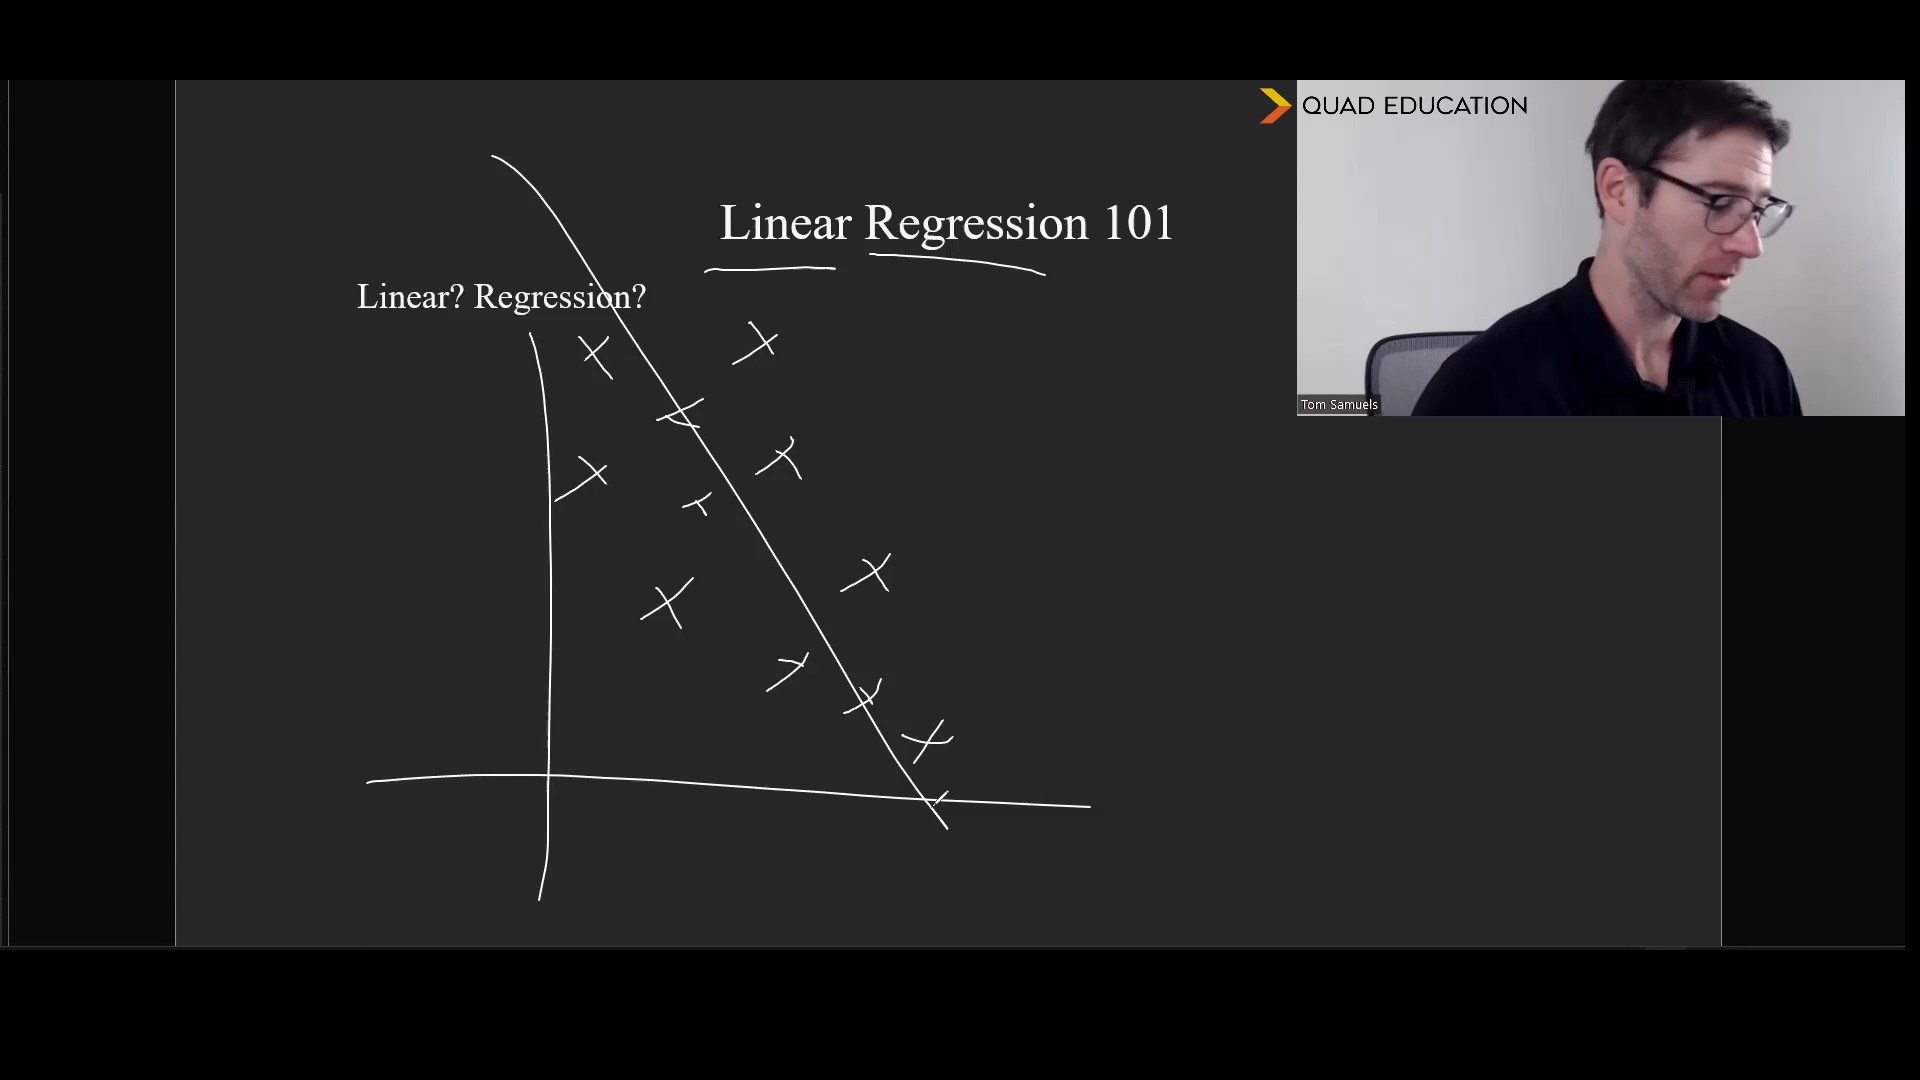 QUAD EDUCATION
Linear Regression 101
Linear? Regression?
Tom Samuels